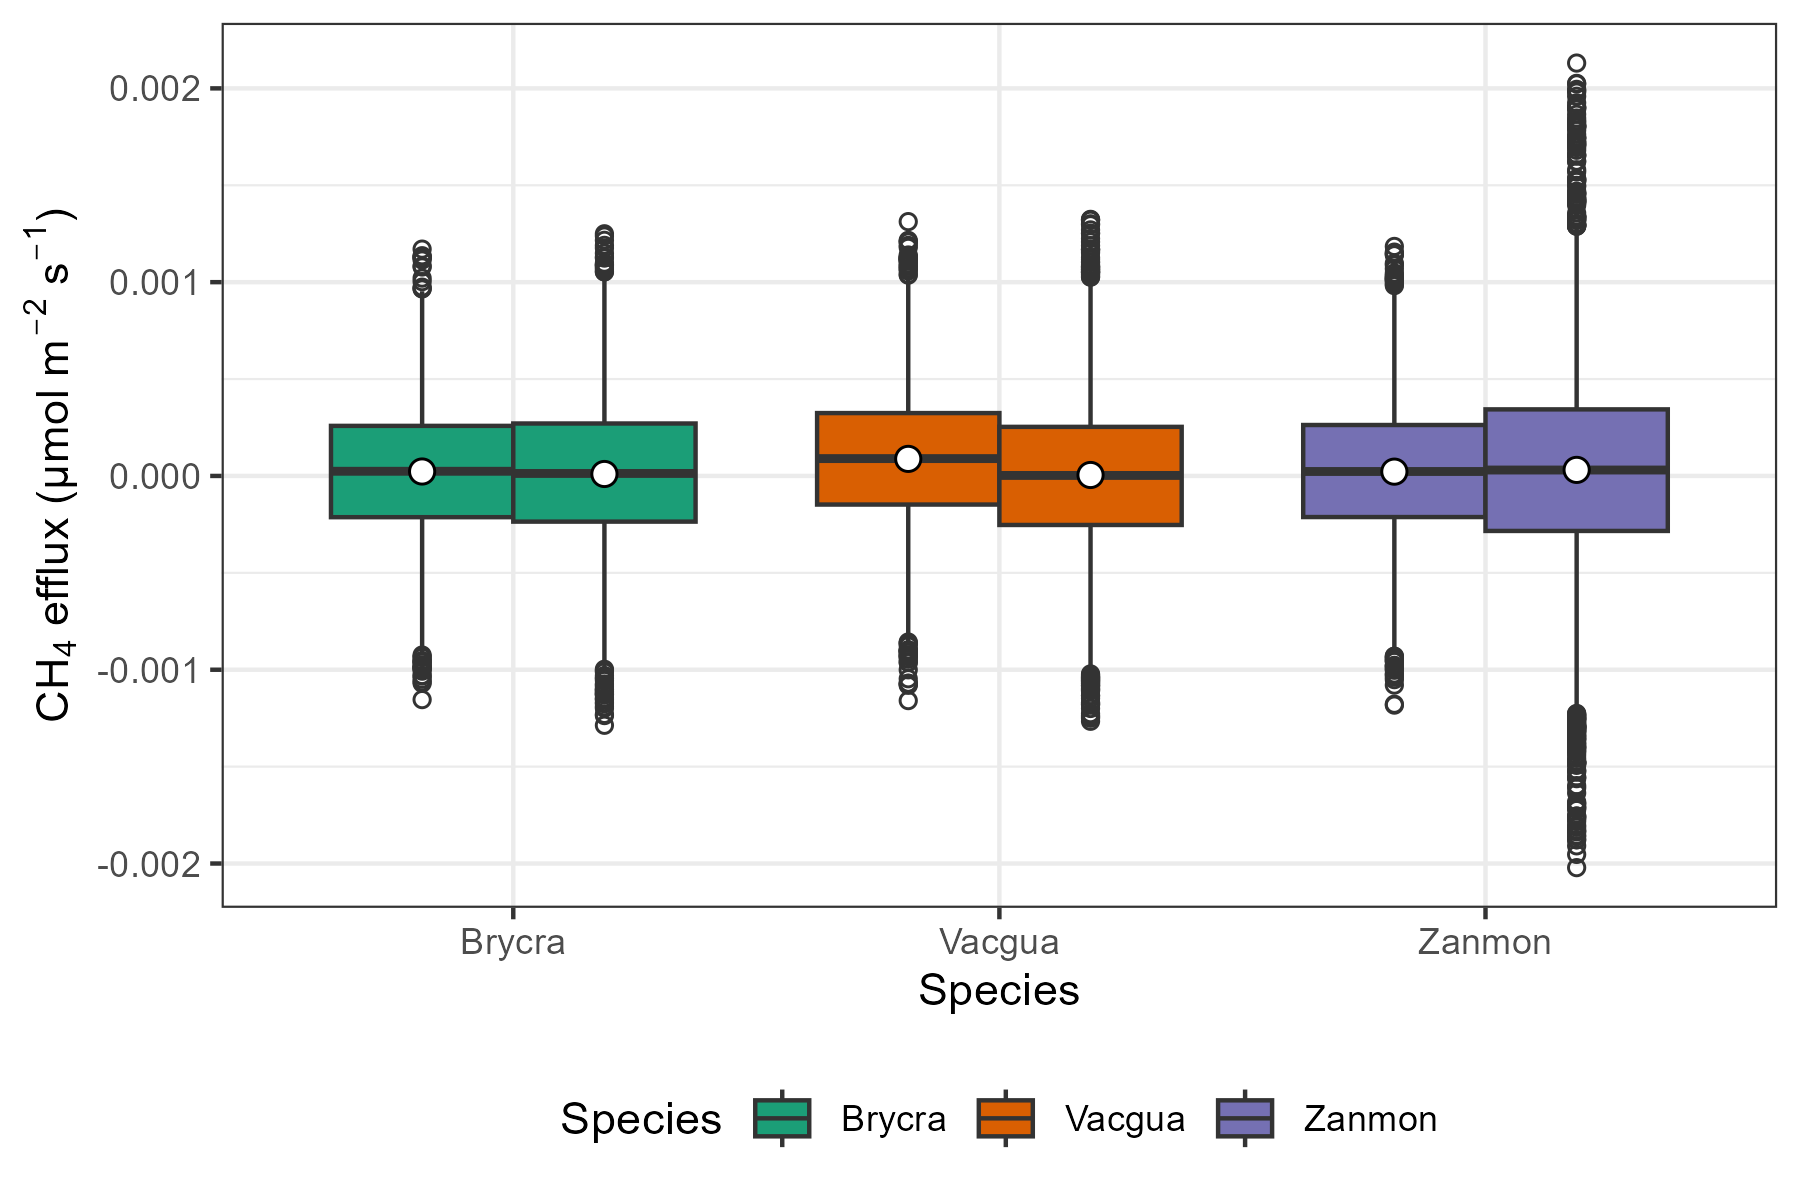 CH₄ efflux (µmol m⁻² s⁻¹)
0.002
0.001
0.000
-0.001
-0.002
Brycra Vacgua Zanmon
Species
Species Brycra Vacgua Zanmon